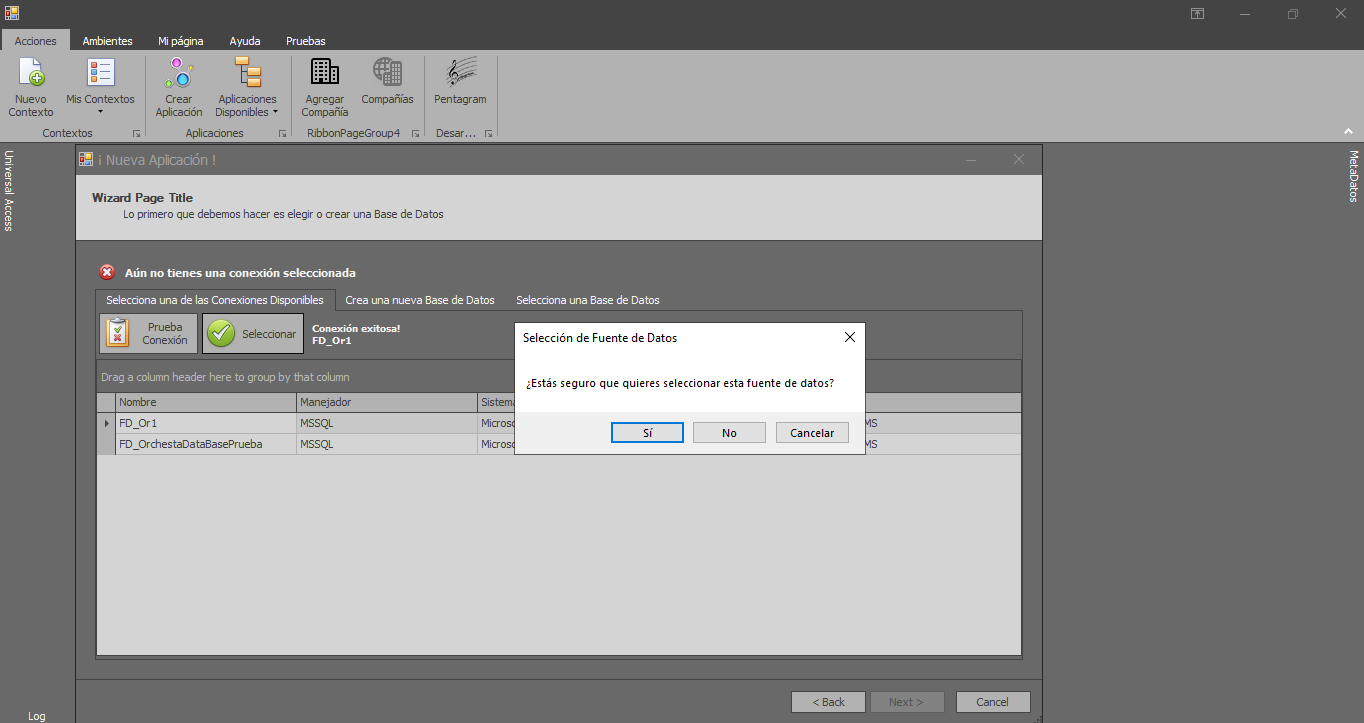 Acciones Ambientes Mi página Ayuda Pruebas
Nuevo Contexto
Mis Contextos
Crear Aplicación
Aplicaciones Disponibles
Agregar Compañía
Compañías
Pentagram
Contextos Aplicaciones RibbonPageGroup4 Desar...
Universal Access
MetaDatos
¡ Nueva Aplicación !
Wizard Page Title
Lo primero que debemos hacer es elegir o crear una Base de Datos
Aún no tienes una conexión seleccionada
Selecciona una de las Conexiones Disponibles Crea una nueva Base de Datos Selecciona una Base de Datos
Prueba Conexión
Seleccionar
Conexión exitosa!
FD_Or1
Drag a column header here to group by that column
Nombre Manejador Sistema
FD_Or1 MSSQL Microso MS
FD_OrchestaDataBasePrueba MSSQL Microso MS
Selección de Fuente de Datos
¿Estás seguro que quieres seleccionar esta fuente de datos?
Sí No Cancelar
< Back Next > Cancel
Log